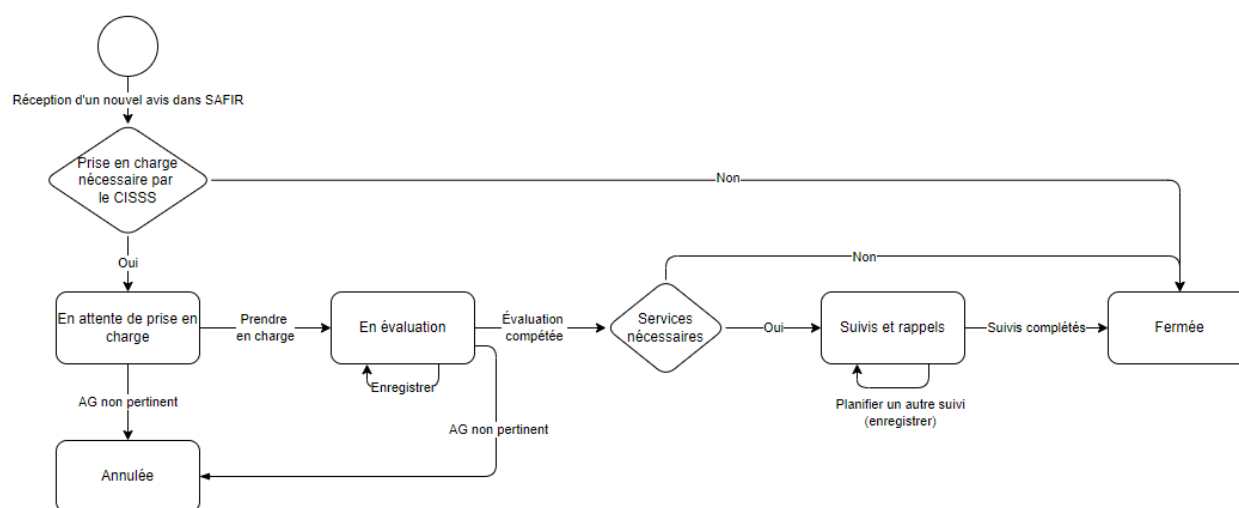 Réception d'un nouvel avis dans SAFIR
Prise en charge
nécessaire par
le CISSS
Non
Oui
Non
En attente de prise en
charge
Prendre
en charge
En évaluation
Évaluation
compétée
Services
nécessaires
Oui
Suivis et rappels
Suivis complétés
Fermée
Enregistrer
AG non pertinent
Planifier un autre suivi
(enregistrer)
AG non pertinent
Annulée